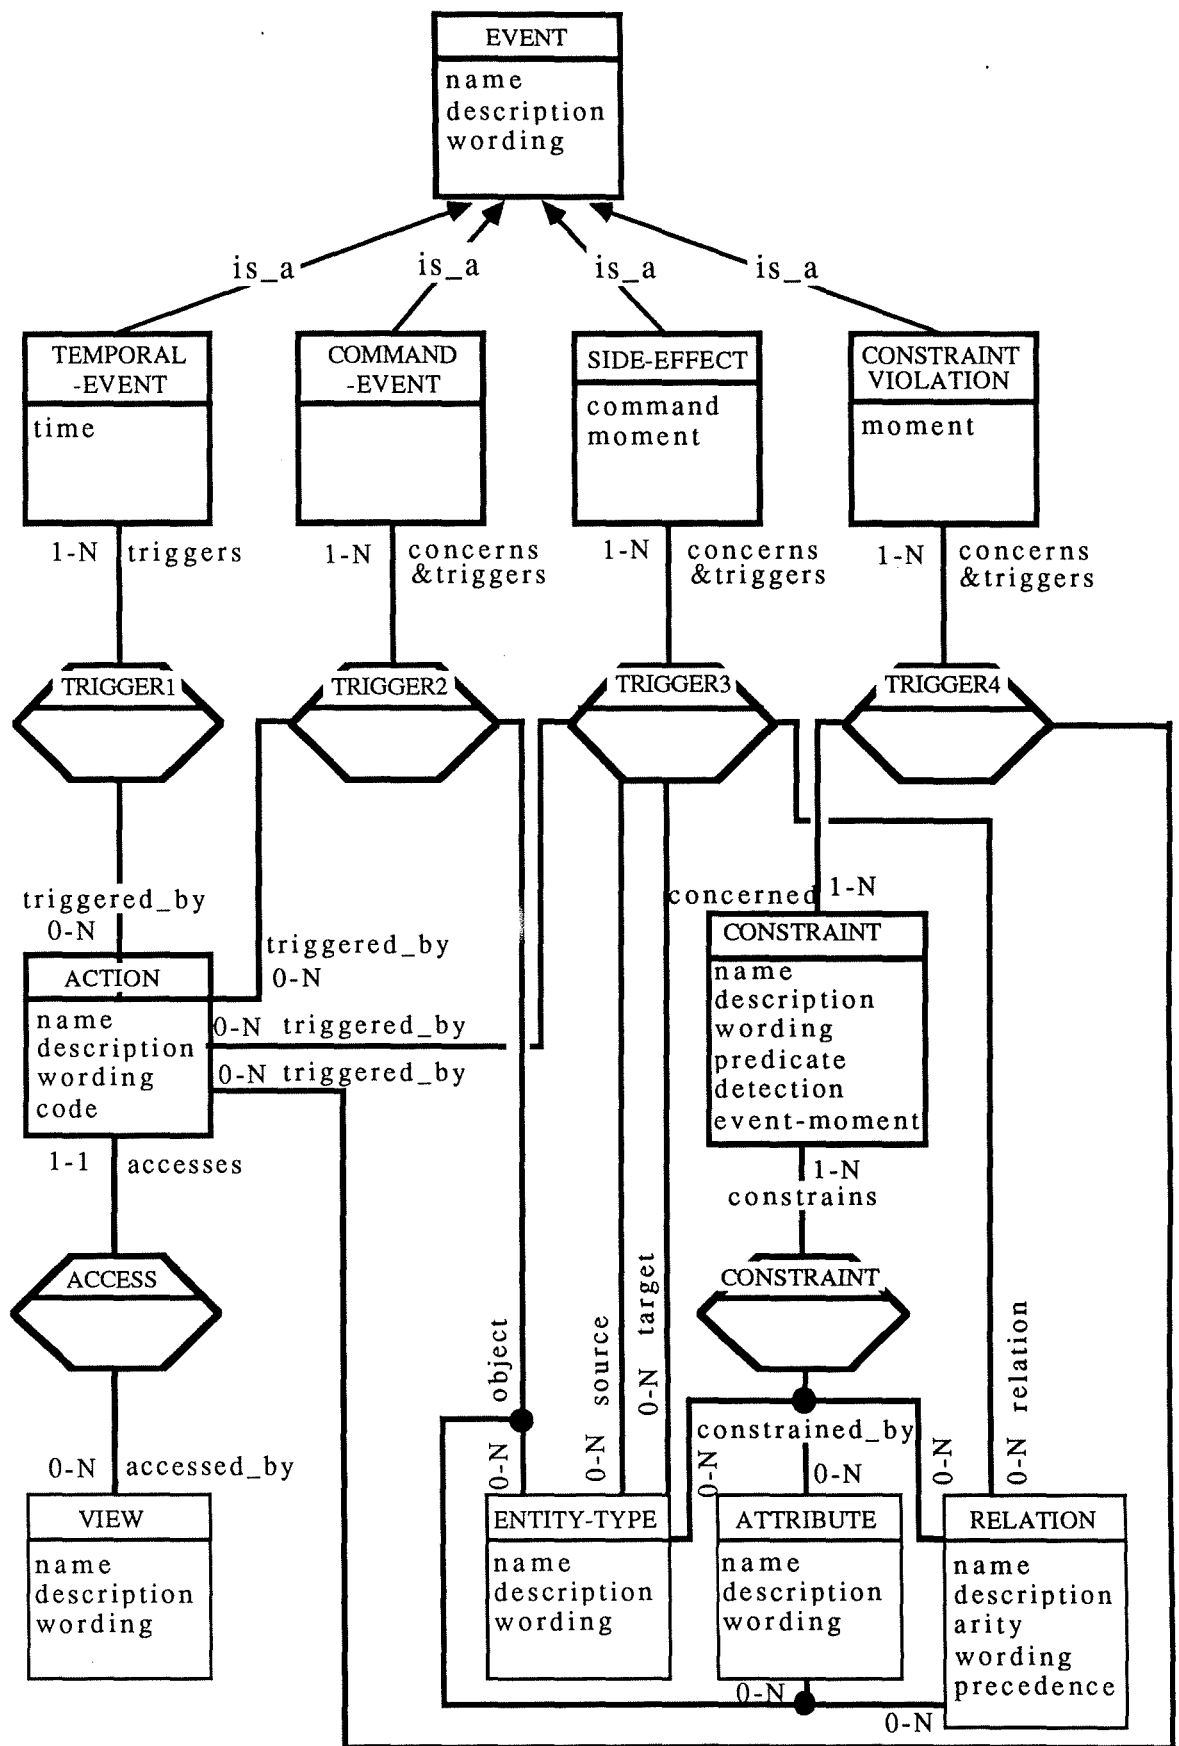 EVENT
name
description
wording
is_a
is_a
is_a
is_a
TEMPORAL
-EVENT
time
COMMAND
-EVENT
SIDE-EFFECT
command
moment
CONSTRAINT
VIOLATION
moment
1-N
triggers
1-N
concerns
&triggers
1-N
concerns
&triggers
1-N
concerns
&triggers
TRIGGER1
TRIGGER2
TRIGGER3
TRIGGER4
triggered_by
0-N
triggered_by
0-N
concerned
1-N
ACTION
name
description
wording
code
0-N triggered_by
0-N triggered_by
CONSTRAINT
name
description
wording
predicate
detection
event-moment
1-1
accesses
1-N
constrains
ACCESS
CONSTRAINT
object
0-N
source
0-N
0-N target
0-N relation
constrained_by
0-N
0-N
0-N
0-N
accessed_by
VIEW
name
description
wording
ENTITY-TYPE
name
description
wording
ATTRIBUTE
name
description
wording
RELATION
name
description
arity
wording
precedence
0-N
0-N